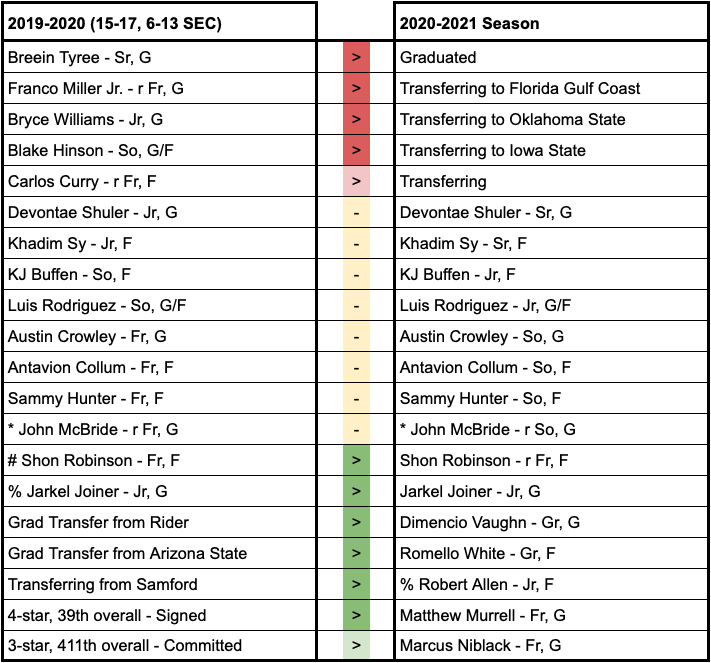 2019-2020 (15-17, 6-13 SEC) 2020-2021 Season
Breein Tyree - Sr, G > Graduated
Franco Miller Jr. - r Fr, G > Transferring to Florida Gulf Coast
Bryce Williams - Jr, G > Transferring to Oklahoma State
Blake Hinson - So, G/F > Transferring to Iowa State
Carlos Curry - r Fr, F > Transferring
Devontae Shuler - Jr, G - Devontae Shuler - Sr, G
Khadim Sy - Jr, F - Khadim Sy - Sr, F
KJ Buffen - So, F - KJ Buffen - Jr, F
Luis Rodriguez - So, G/F - Luis Rodriguez - Jr, G/F
Austin Crowley - Fr, G - Austin Crowley - So, G
Antavion Collum - Fr, F - Antavion Collum - So, F
Sammy Hunter - Fr, F - Sammy Hunter - So, F
* John McBride - r Fr, G - * John McBride - r So, G
# Shon Robinson - Fr, F > Shon Robinson - r Fr, F
% Jarkel Joiner - Jr, G > Jarkel Joiner - Jr, G
Grad Transfer from Rider > Dimencio Vaughn - Gr, G
Grad Transfer from Arizona State > Romello White - Gr, F
Transferring from Samford > % Robert Allen - Jr, F
4-star, 39th overall - Signed > Matthew Murrell - Fr, G
3-star, 411th overall - Committed > Marcus Niblack - Fr, G